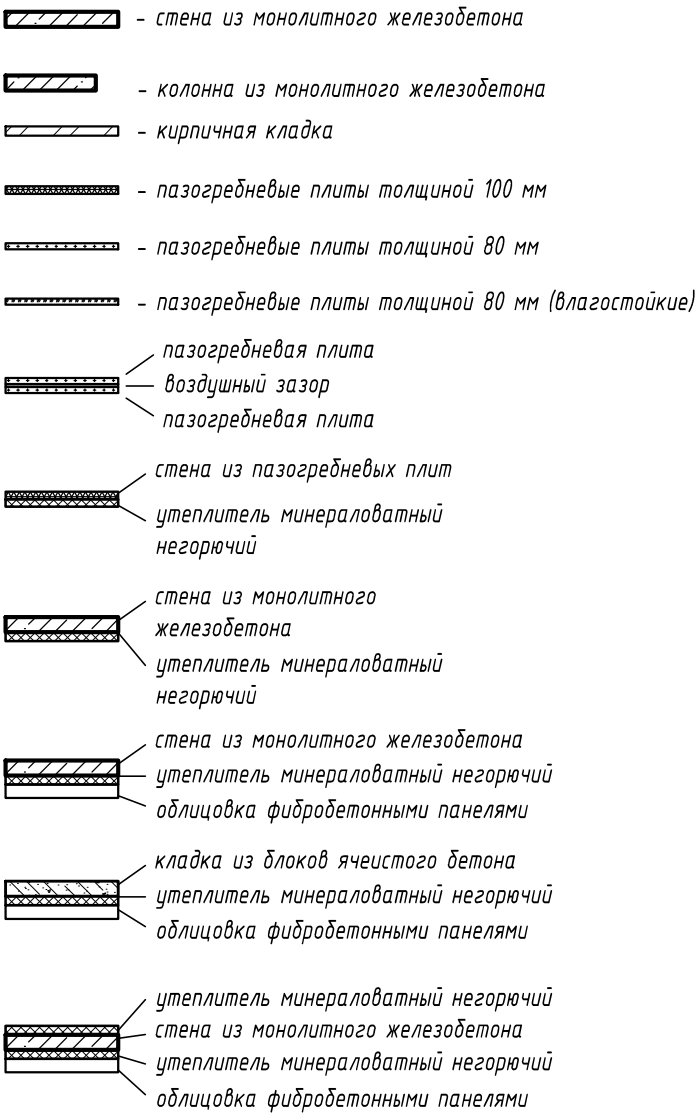 - стена из монолитного железобетона
- колонна из монолитного железобетона
- кирпичная кладка
- пазогребневые плиты толщиной 100 мм
- пазогребневые плиты толщиной 80 мм
- пазогребневые плиты толщиной 80 мм (влагостойкие)
пазогребневая плита
воздушный зазор
пазогребневая плита
стена из пазогребневых плит
утеплитель минераловатный
негорючий
стена из монолитного
железобетона
утеплитель минераловатный
негорючий
стена из монолитного железобетона
утеплитель минераловатный негорючий
облицовка фибробетонными панелями
кладка из блоков ячеистого бетона
утеплитель минераловатный негорючий
облицовка фибробетонными панелями
утеплитель минераловатный негорючий
стена из монолитного железобетона
утеплитель минераловатный негорючий
облицовка фибробетонными панелями